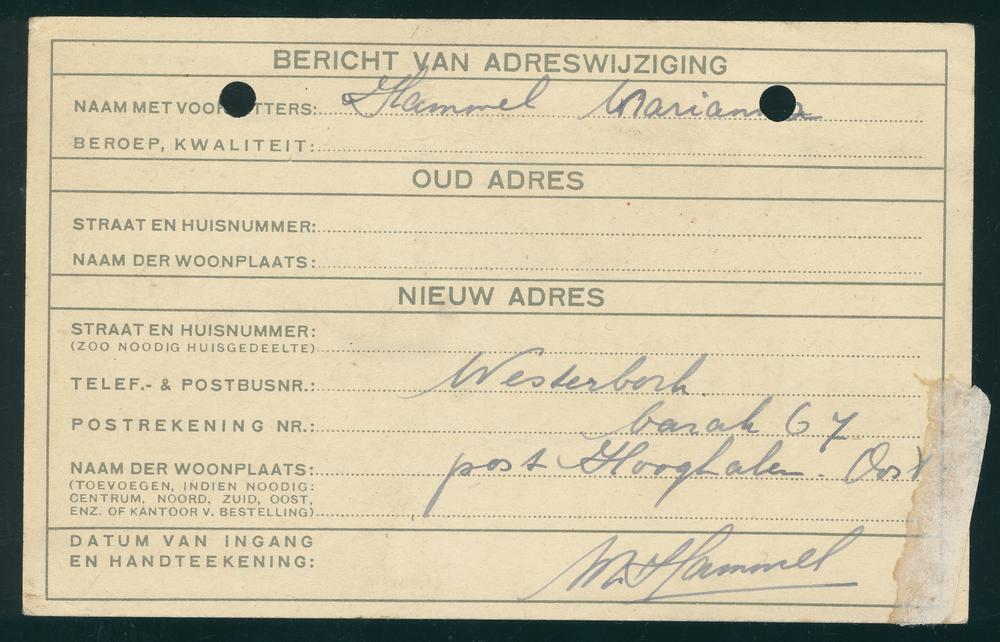 BERICHT VAN ADRESWIJZIGING
NAAM MET VOORLETTERS: Hammel Marianna
BEROEP, KWALITEIT:
OUD ADRES
STRAAT EN HUISNUMMER:
NAAM DER WOONPLAATS:
NIEUW ADRES
STRAAT EN HUISNUMMER:
(ZOO NOODIG HUISGEDEELTE)
TELEF.- & POSTBUSNR.: Westerbork
POSTREKENING NR.: barak 67
NAAM DER WOONPLAATS: post Hooghalen. Oost
(TOEVOEGEN, INDIEN NOODIG:
CENTRUM, NOORD, ZUID, OOST,
ENZ. OF KANTOOR V. BESTELLING)
DATUM VAN INGANG
EN HANDTEEKENING: M. Hammel